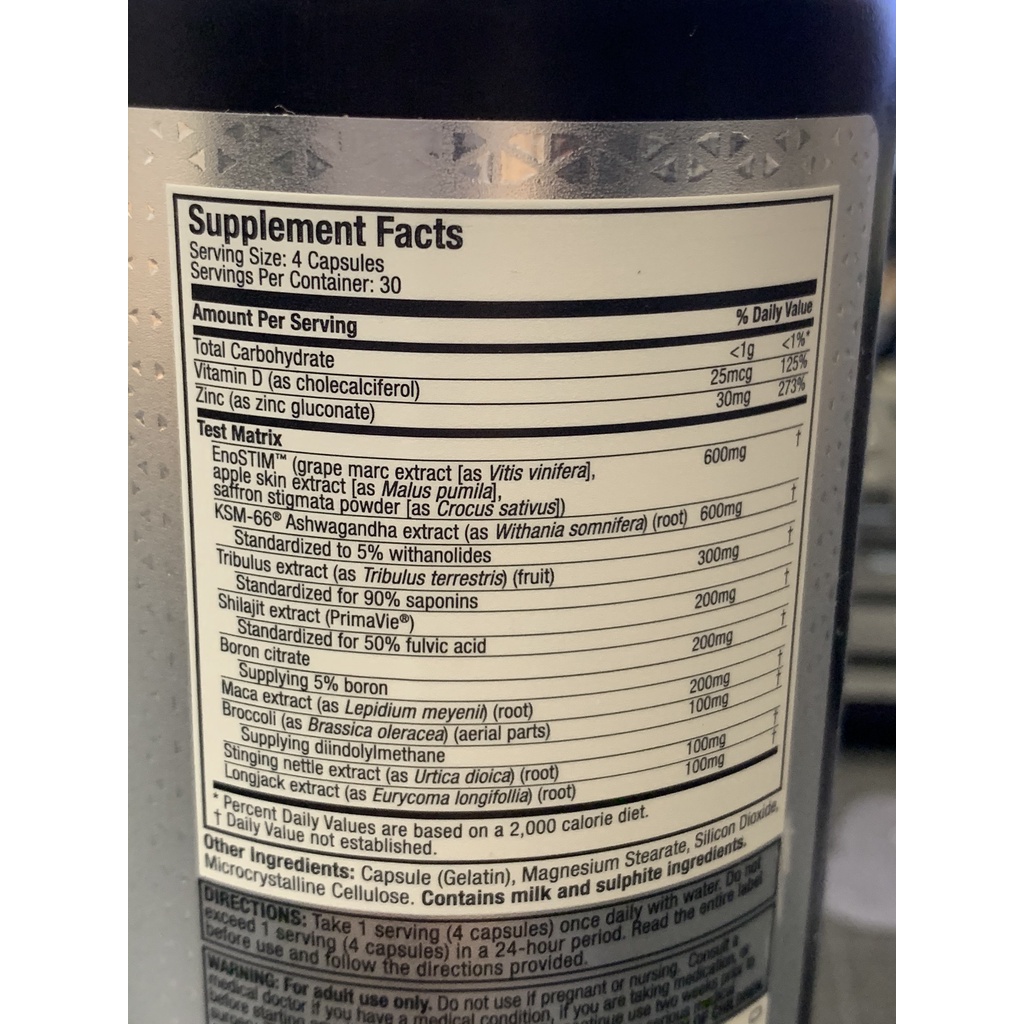 Supplement Facts
Serving Size: 4 Capsules
Servings Per Container: 30
Amount Per Serving % Daily Value
Total Carbohydrate <1g <1%*
Vitamin D (as cholecalciferol) 25mcg 125%
Zinc (as zinc gluconate) 30mg 273%
Test Matrix
EnoSTIM™ (grape marc extract [as Vitis vinifera], 600mg †
apple skin extract [as Malus pumila],
saffron stigmata powder [as Crocus sativus])
KSM-66® Ashwagandha extract (as Withania somnifera) (root) 600mg †
Standardized to 5% withanolides
Tribulus extract (as Tribulus terrestris) (fruit) 300mg †
Standardized for 90% saponins
Shilajit extract (PrimaVie®) 200mg †
Standardized for 50% fulvic acid
Boron citrate 200mg †
Supplying 5% boron
Maca extract (as Lepidium meyenii) (root) 200mg †
Broccoli (as Brassica oleracea) (aerial parts) 100mg †
Supplying diindolylmethane
Stinging nettle extract (as Urtica dioica) (root) 100mg †
Longjack extract (as Eurycoma longifollia) (root) 100mg †
* Percent Daily Values are based on a 2,000 calorie diet.
† Daily Value not established.
Other Ingredients: Capsule (Gelatin), Magnesium Stearate, Silicon Dioxide,
Microcrystalline Cellulose. Contains milk and sulphite ingredients.
DIRECTIONS: Take 1 serving (4 capsules) once daily with water. Do not
exceed 1 serving (4 capsules) in a 24-hour period. Read the entire label
before use and follow the directions provided.
WARNING: For adult use only. Do not use if pregnant or nursing. Consult a
medical doctor if you have a medical condition, if you are taking medication, or
before starting use two weeks prior to